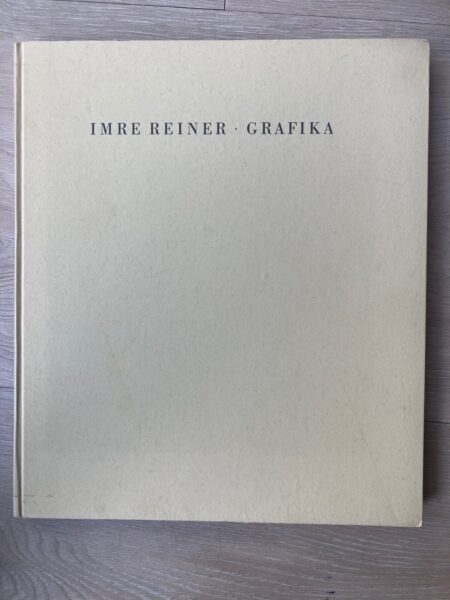 IMRE REINER · GRAFIKA